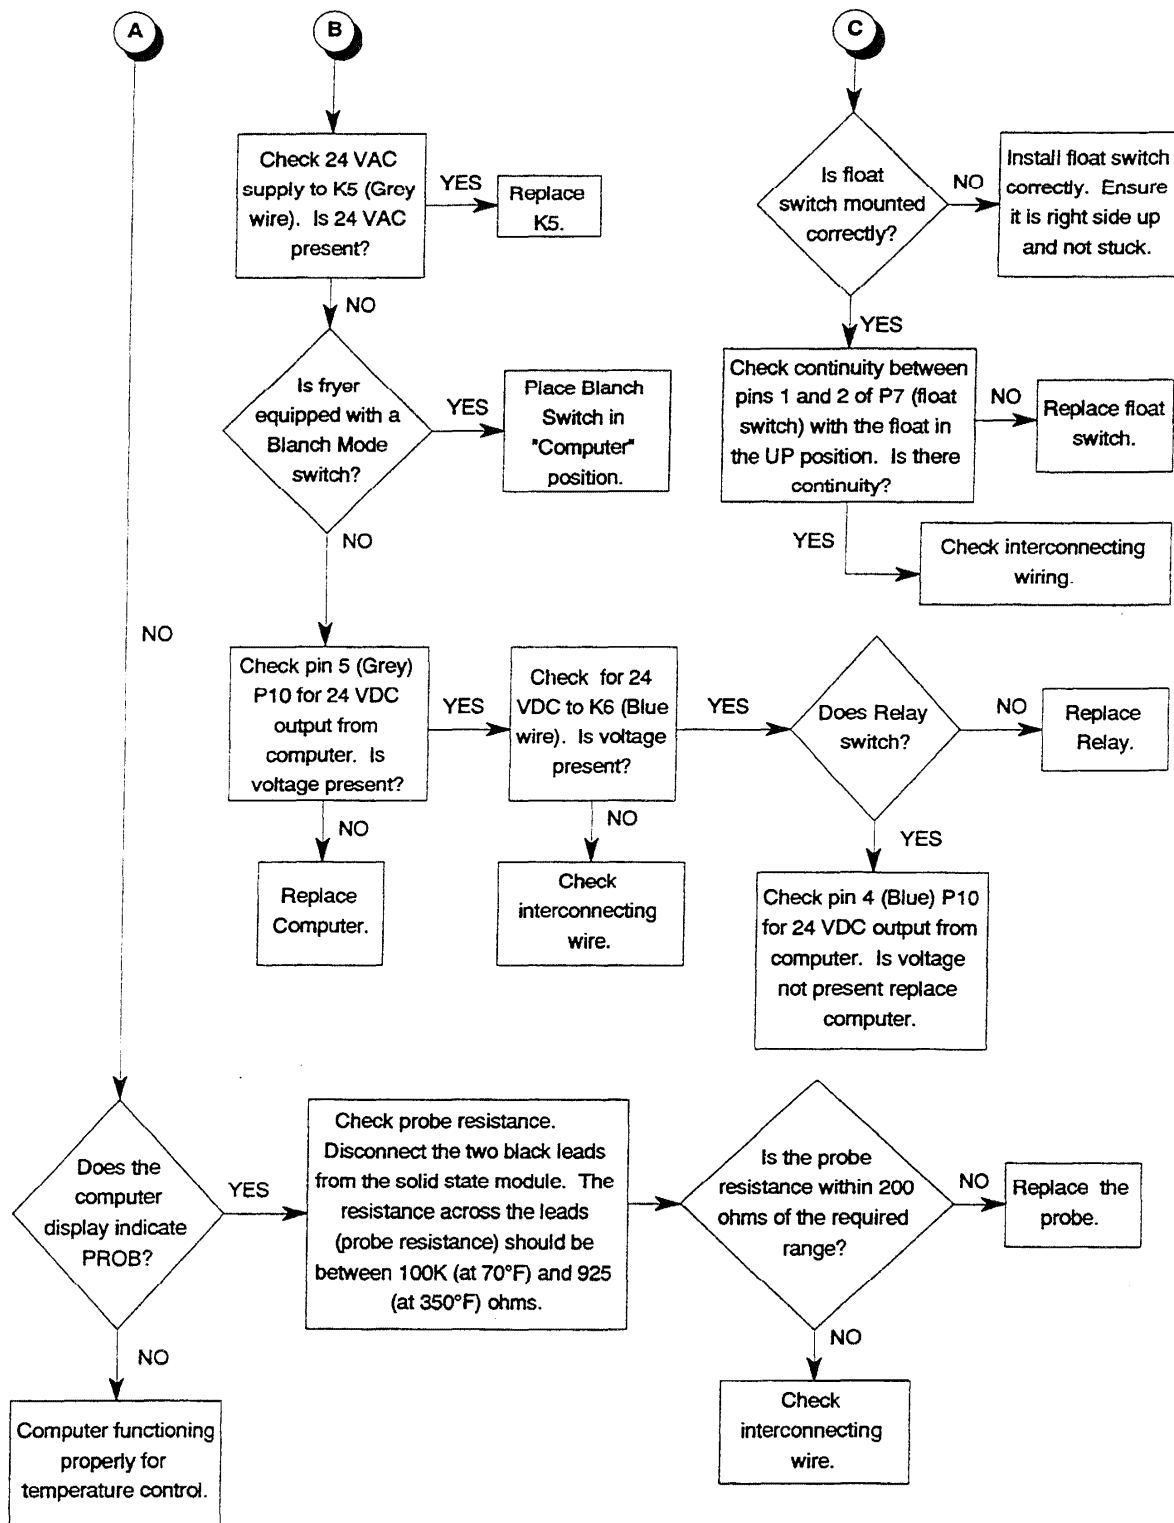 A
B
C
Check 24 VAC
supply to K5 (Grey
wire). Is 24 VAC
present?
YES
Replace
K5.
NO
Is float
switch mounted
correctly?
NO
Install float switch
correctly. Ensure
it is right side up
and not stuck.
YES
Is fryer
equipped with a
Blanch Mode
switch?
YES
Place Blanch
Switch in
"Computer"
position.
NO
Check continuity between
pins 1 and 2 of P7 (float
switch) with the float in
the UP position. Is there
continuity?
NO
Replace float
switch.
YES
Check interconnecting
wiring.
NO
Check pin 5 (Grey)
P10 for 24 VDC
output from
computer. Is
voltage present?
YES
Check for 24
VDC to K6 (Blue
wire). Is voltage
present?
YES
Does Relay
switch?
NO
Replace
Relay.
NO
Replace
Computer.
NO
Check
interconnecting
wire.
YES
Check pin 4 (Blue) P10
for 24 VDC output from
computer. Is voltage
not present replace
computer.
Does the
computer
display indicate
PROB?
YES
Check probe resistance.
Disconnect the two black leads
from the solid state module. The
resistance across the leads
(probe resistance) should be
between 100K (at 70°F) and 925
(at 350°F) ohms.
Is the probe
resistance within 200
ohms of the required
range?
NO
Replace the
probe.
NO
Check
interconnecting
wire.
NO
Computer functioning
properly for
temperature control.